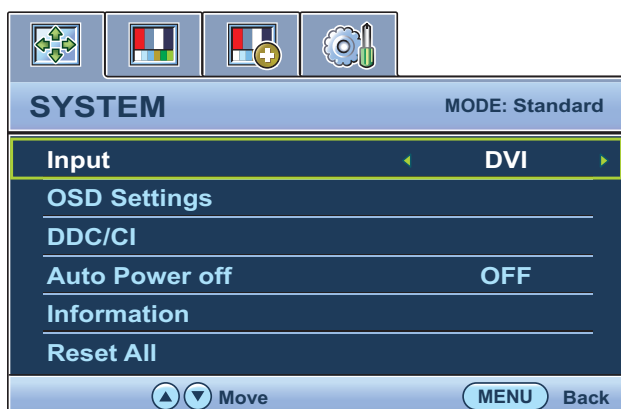 SYSTEM MODE: Standard
Input DVI
OSD Settings
DDC/CI
Auto Power off OFF
Information
Reset All
Move MENU Back